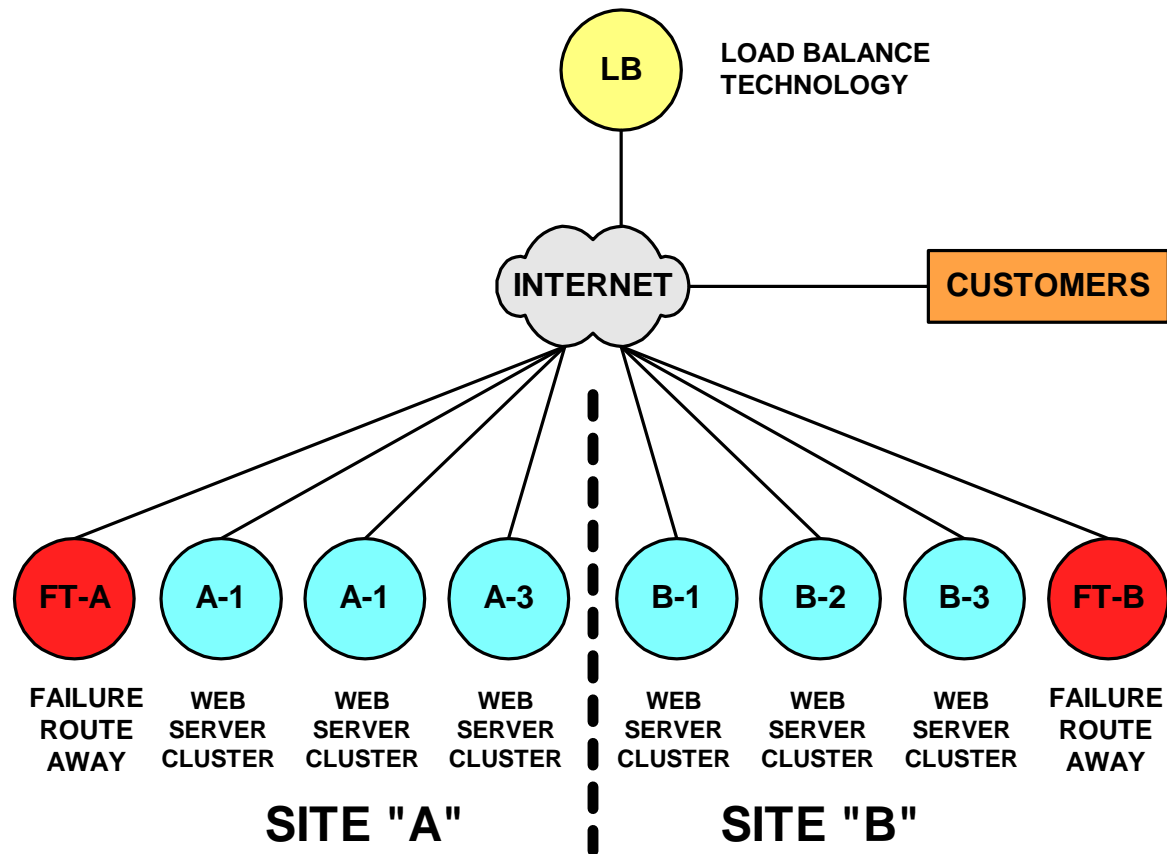 LB
LOAD BALANCE
TECHNOLOGY
INTERNET
CUSTOMERS
FT-A
A-1
A-1
A-3
B-1
B-2
B-3
FT-B
FAILURE
ROUTE
AWAY
WEB
SERVER
CLUSTER
WEB
SERVER
CLUSTER
WEB
SERVER
CLUSTER
WEB
SERVER
CLUSTER
WEB
SERVER
CLUSTER
WEB
SERVER
CLUSTER
FAILURE
ROUTE
AWAY
SITE "A"
SITE "B"